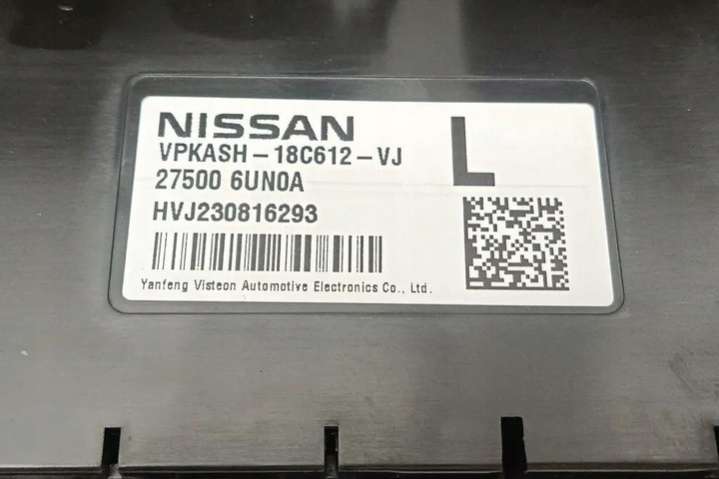 NISSAN
L
VPKASH-18C612-VJ
27500 6UN0A
HVJ230816293
Yanfeng Visteon Automotive Electronics Co., Ltd.